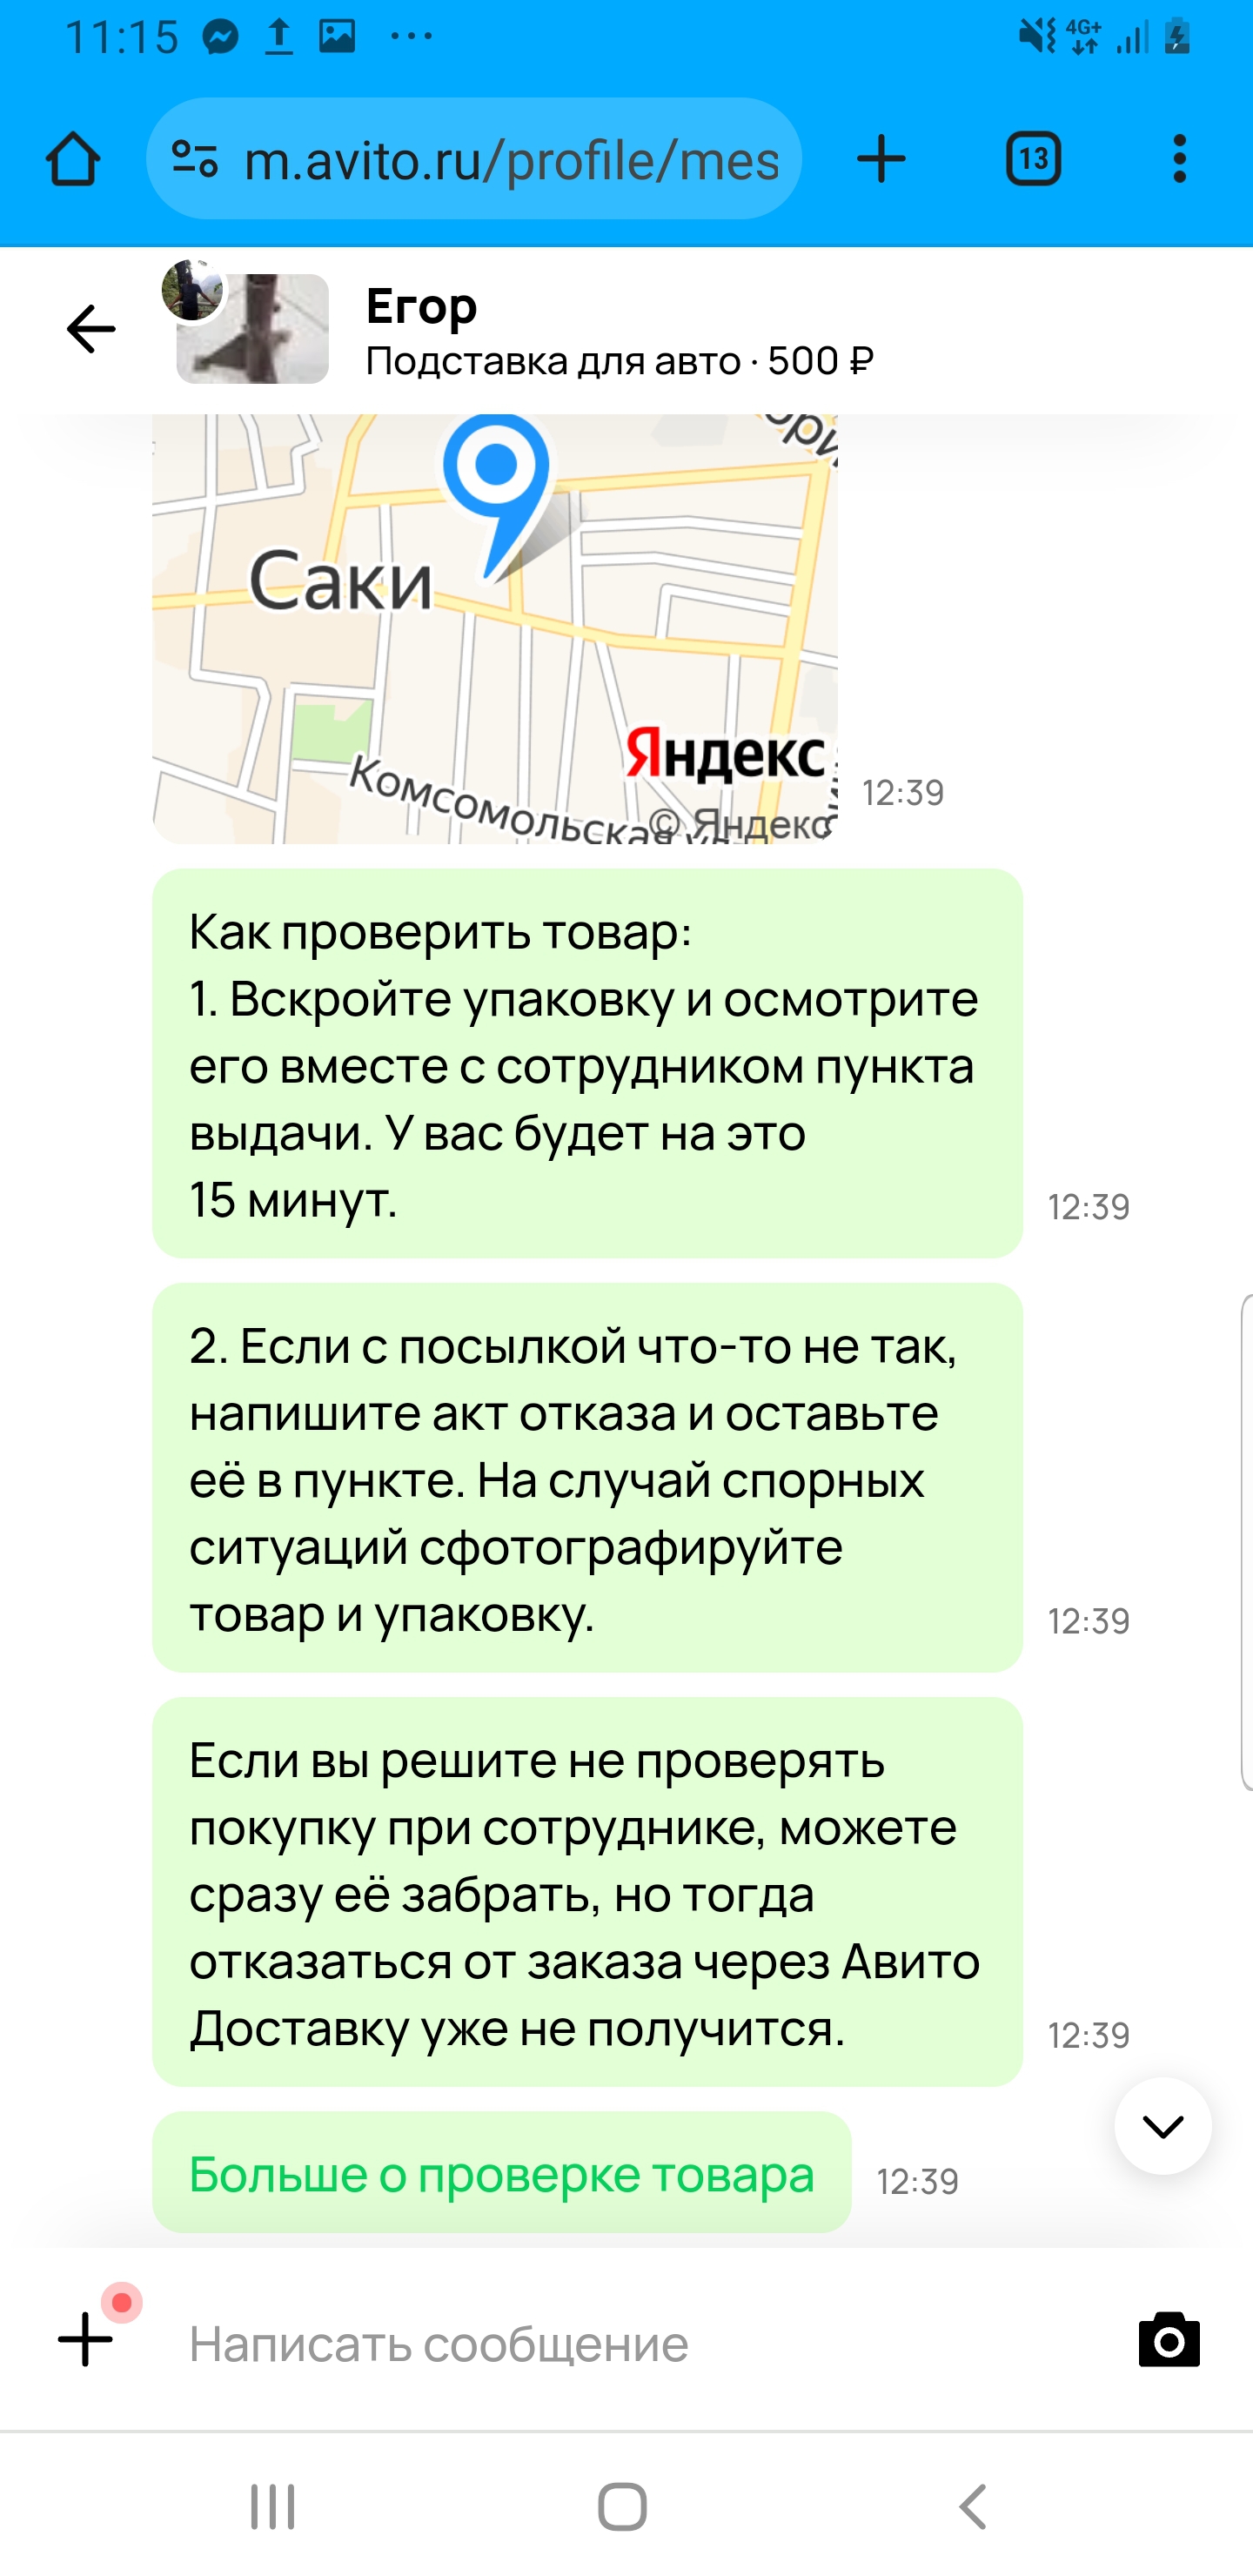 11:15
4G+
m.avito.ru/profile/mes
13
Егор
Подставка для авто · 500 ₽
Саки
Яндекс
Комсомольская
© Яндекс
12:39
Как проверить товар:
1. Вскройте упаковку и осмотрите
его вместе с сотрудником пункта
выдачи. У вас будет на это
15 минут.
12:39
2. Если с посылкой что-то не так,
напишите акт отказа и оставьте
её в пункте. На случай спорных
ситуаций сфотографируйте
товар и упаковку.
12:39
Если вы решите не проверять
покупку при сотруднике, можете
сразу её забрать, но тогда
отказаться от заказа через Авито
Доставку уже не получится.
12:39
Больше о проверке товара
12:39
Написать сообщение